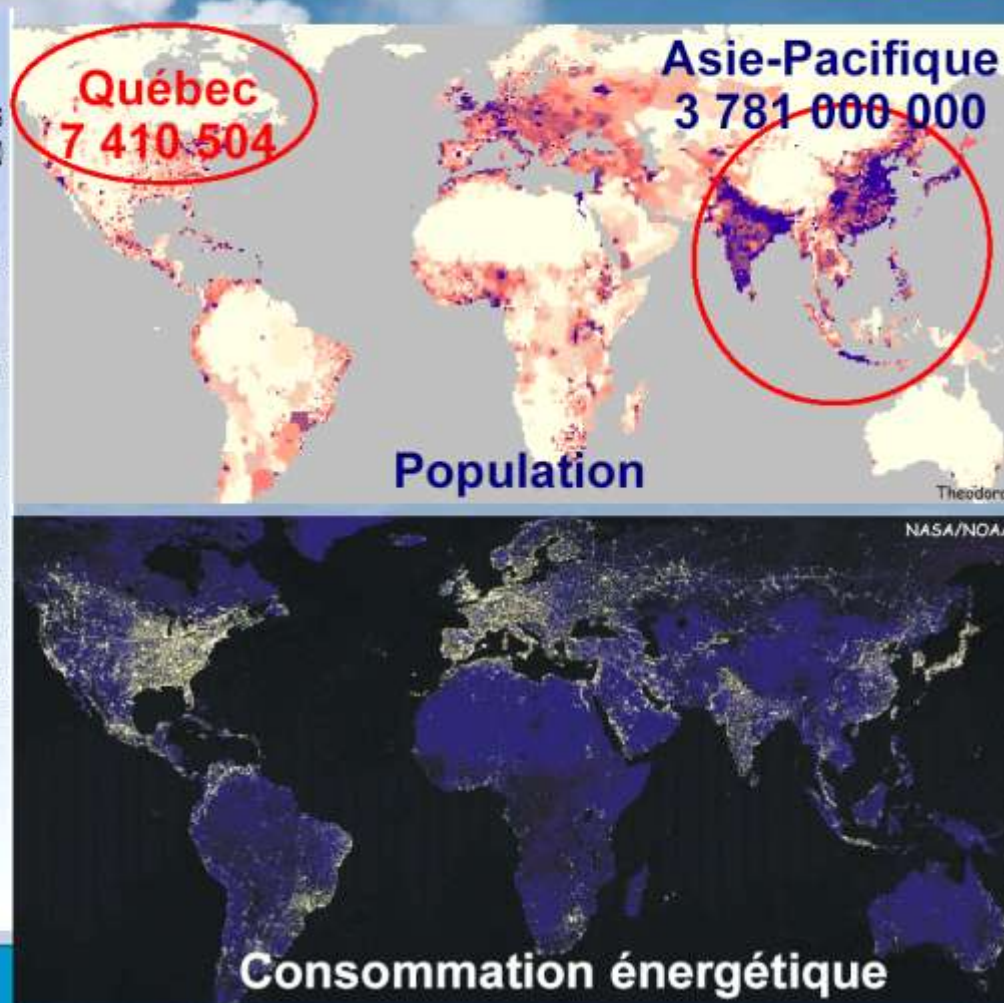 Québec
7 410 504
Asie-Pacifique
3 781 000 000
Population
NASA/NOAA
Consommation énergétique